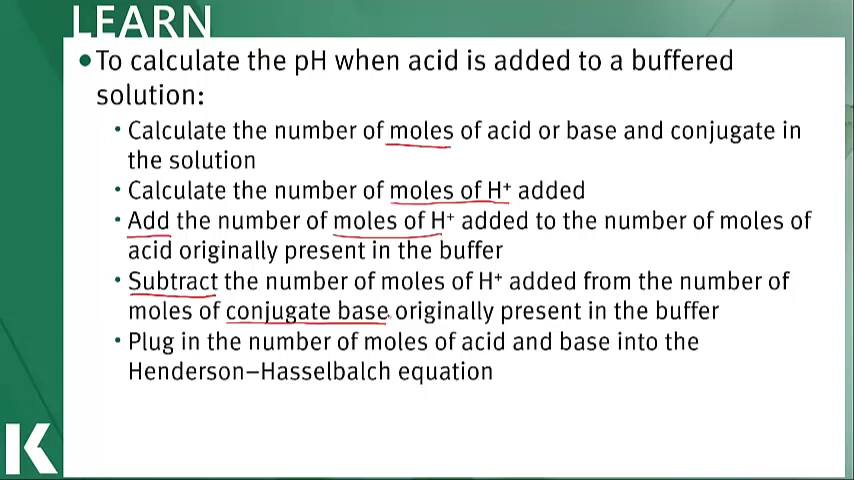 LEARN
• To calculate the pH when acid is added to a buffered
solution:
• Calculate the number of moles of acid or base and conjugate in
the solution
• Calculate the number of moles of H⁺ added
• Add the number of moles of H⁺ added to the number of moles of
acid originally present in the buffer
• Subtract the number of moles of H⁺ added from the number of
moles of conjugate base originally present in the buffer
• Plug in the number of moles of acid and base into the
Henderson–Hasselbalch equation
K